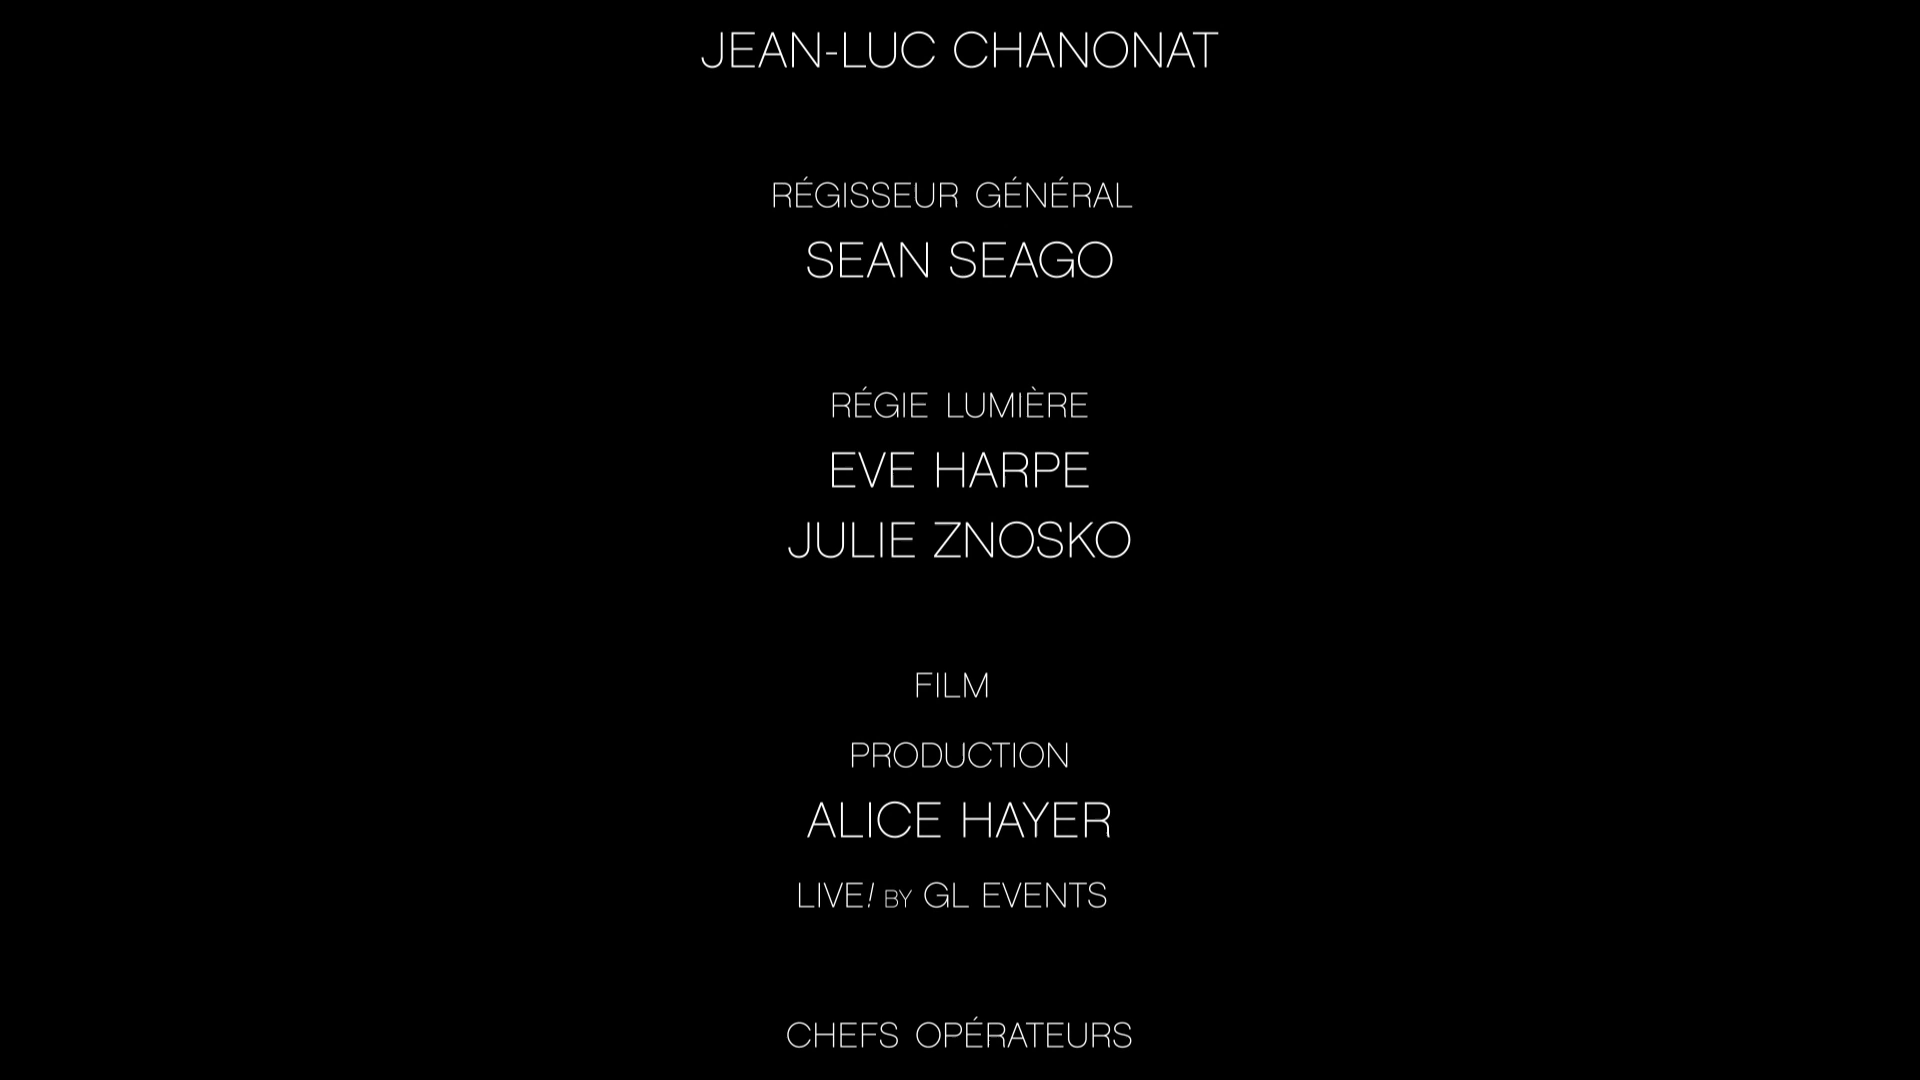 JEAN-LUC CHANONAT
RÉGISSEUR GÉNÉRAL
SEAN SEAGO
RÉGIE LUMIÈRE
EVE HARPE
JULIE ZNOSKO
FILM
PRODUCTION
ALICE HAYER
LIVE! BY GL EVENTS
CHEFS OPÉRATEURS